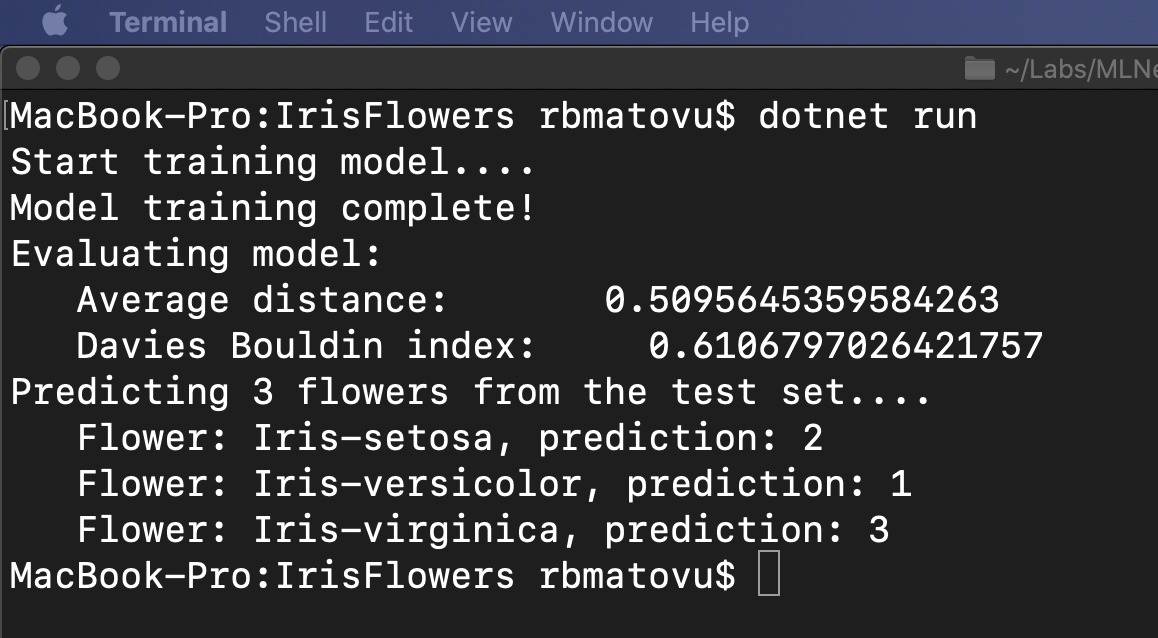 Terminal Shell Edit View Window Help
~/Labs/MLNe
MacBook-Pro:IrisFlowers rbmatovu$ dotnet run
Start training model....
Model training complete!
Evaluating model:
Average distance: 0.5095645359584263
Davies Bouldin index: 0.6106797026421757
Predicting 3 flowers from the test set....
Flower: Iris-setosa, prediction: 2
Flower: Iris-versicolor, prediction: 1
Flower: Iris-virginica, prediction: 3
MacBook-Pro:IrisFlowers rbmatovu$